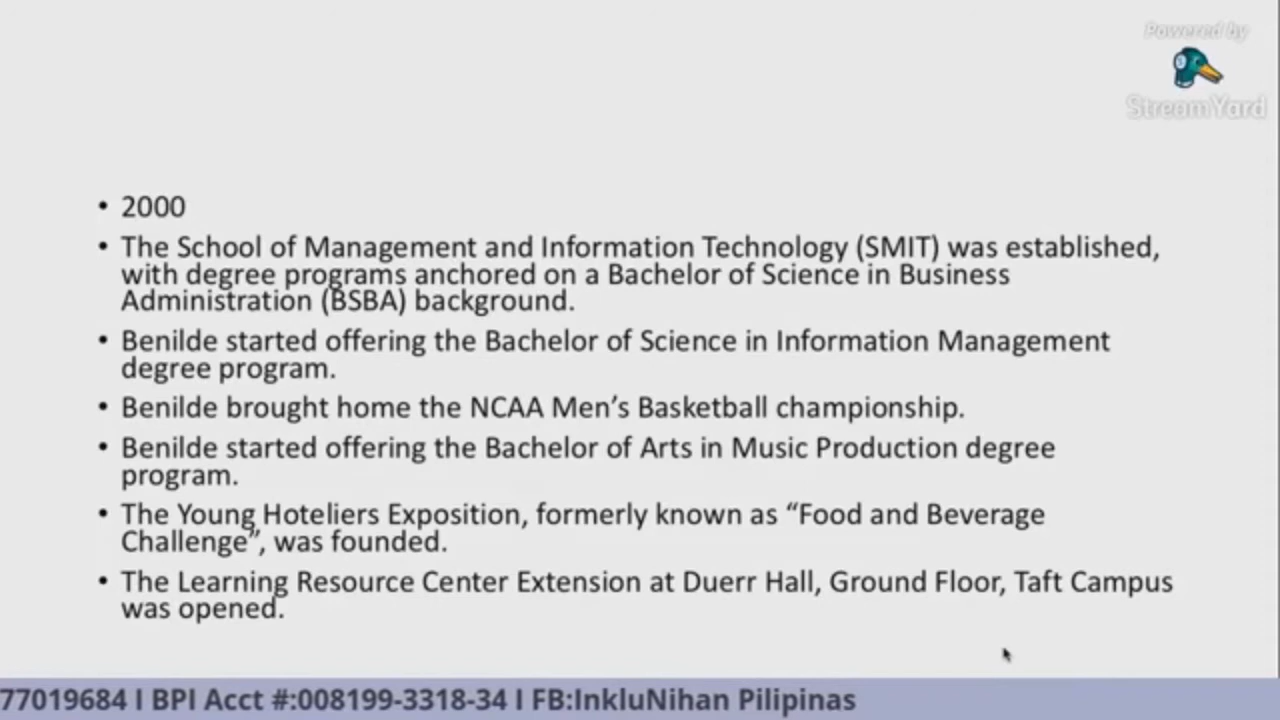 Powered by
StreamYard
• 2000
• The School of Management and Information Technology (SMIT) was established,
with degree programs anchored on a Bachelor of Science in Business
Administration (BSBA) background.
• Benilde started offering the Bachelor of Science in Information Management
degree program.
• Benilde brought home the NCAA Men’s Basketball championship.
• Benilde started offering the Bachelor of Arts in Music Production degree
program.
• The Young Hoteliers Exposition, formerly known as “Food and Beverage
Challenge”, was founded.
• The Learning Resource Center Extension at Duerr Hall, Ground Floor, Taft Campus
was opened.
77019684 I BPI Acct #:008199-3318-34 I FB:InkluNihan Pilipinas